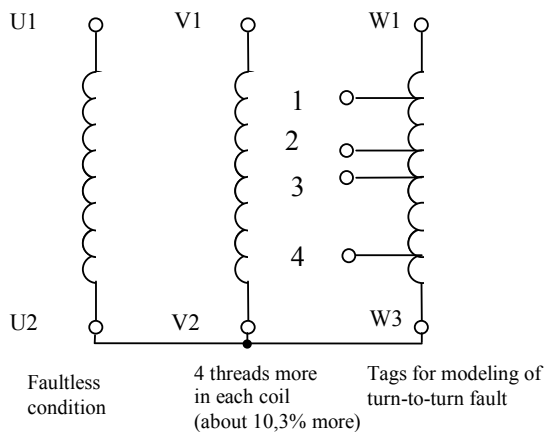 U1
V1
W1
1
2
3
4
U2
V2
W3
Faultless
condition
4 threads more
in each coil
(about 10,3% more)
Tags for modeling of
turn-to-turn fault